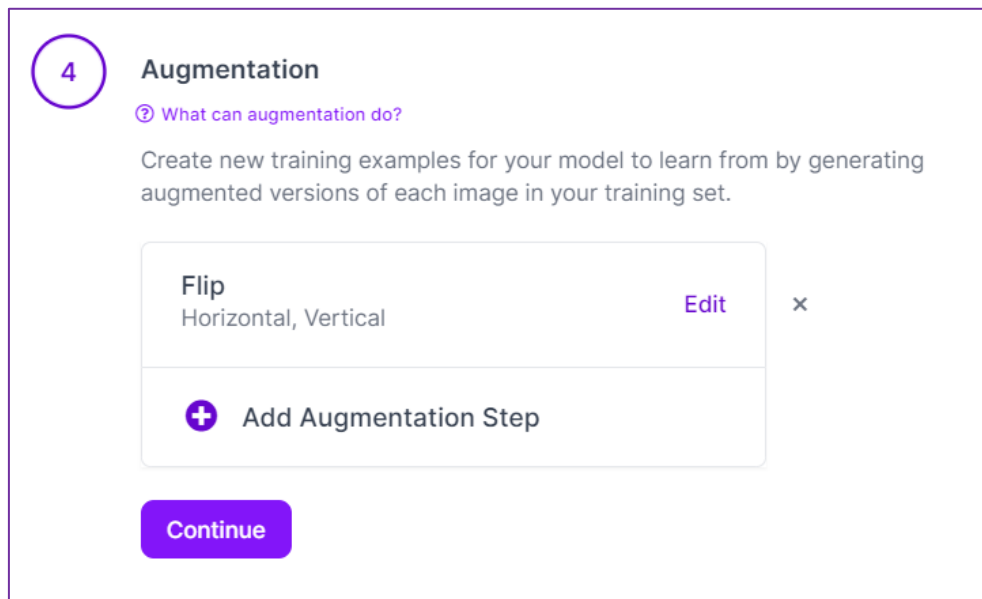 4
Augmentation
What can augmentation do?
Create new training examples for your model to learn from by generating
augmented versions of each image in your training set.
Flip
Horizontal, Vertical
Edit
Add Augmentation Step
Continue